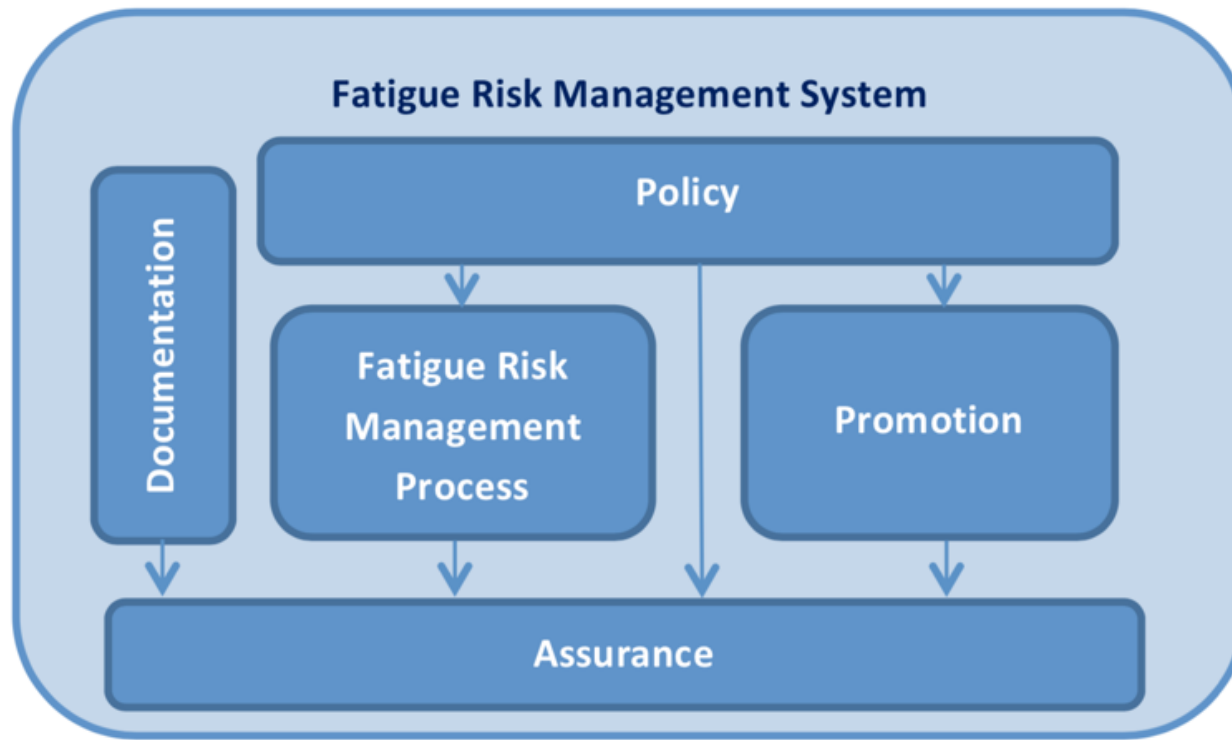 Fatigue Risk Management System
Policy
Documentation
Fatigue Risk
Management
Process
Promotion
Assurance